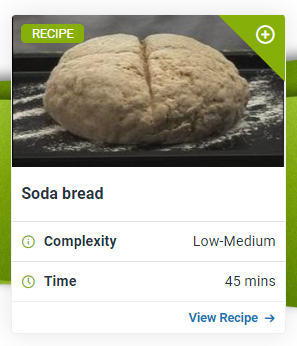 RECIPE
Soda bread
Complexity Low-Medium
Time 45 mins
View Recipe →